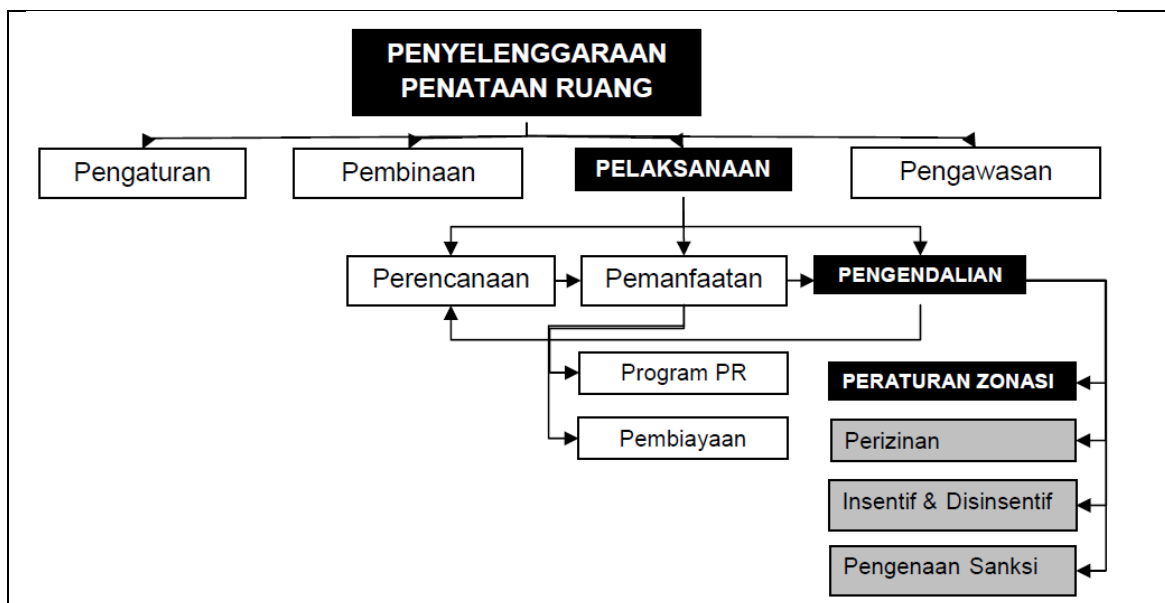 PENYELENGGARAAN
PENATAAN RUANG
Pengaturan
Pembinaan
PELAKSANAAN
Pengawasan
Perencanaan
Pemanfaatan
PENGENDALIAN
Program PR
PERATURAN ZONASI
Pembiayaan
Perizinan
Insentif & Disinsentif
Pengenaan Sanksi